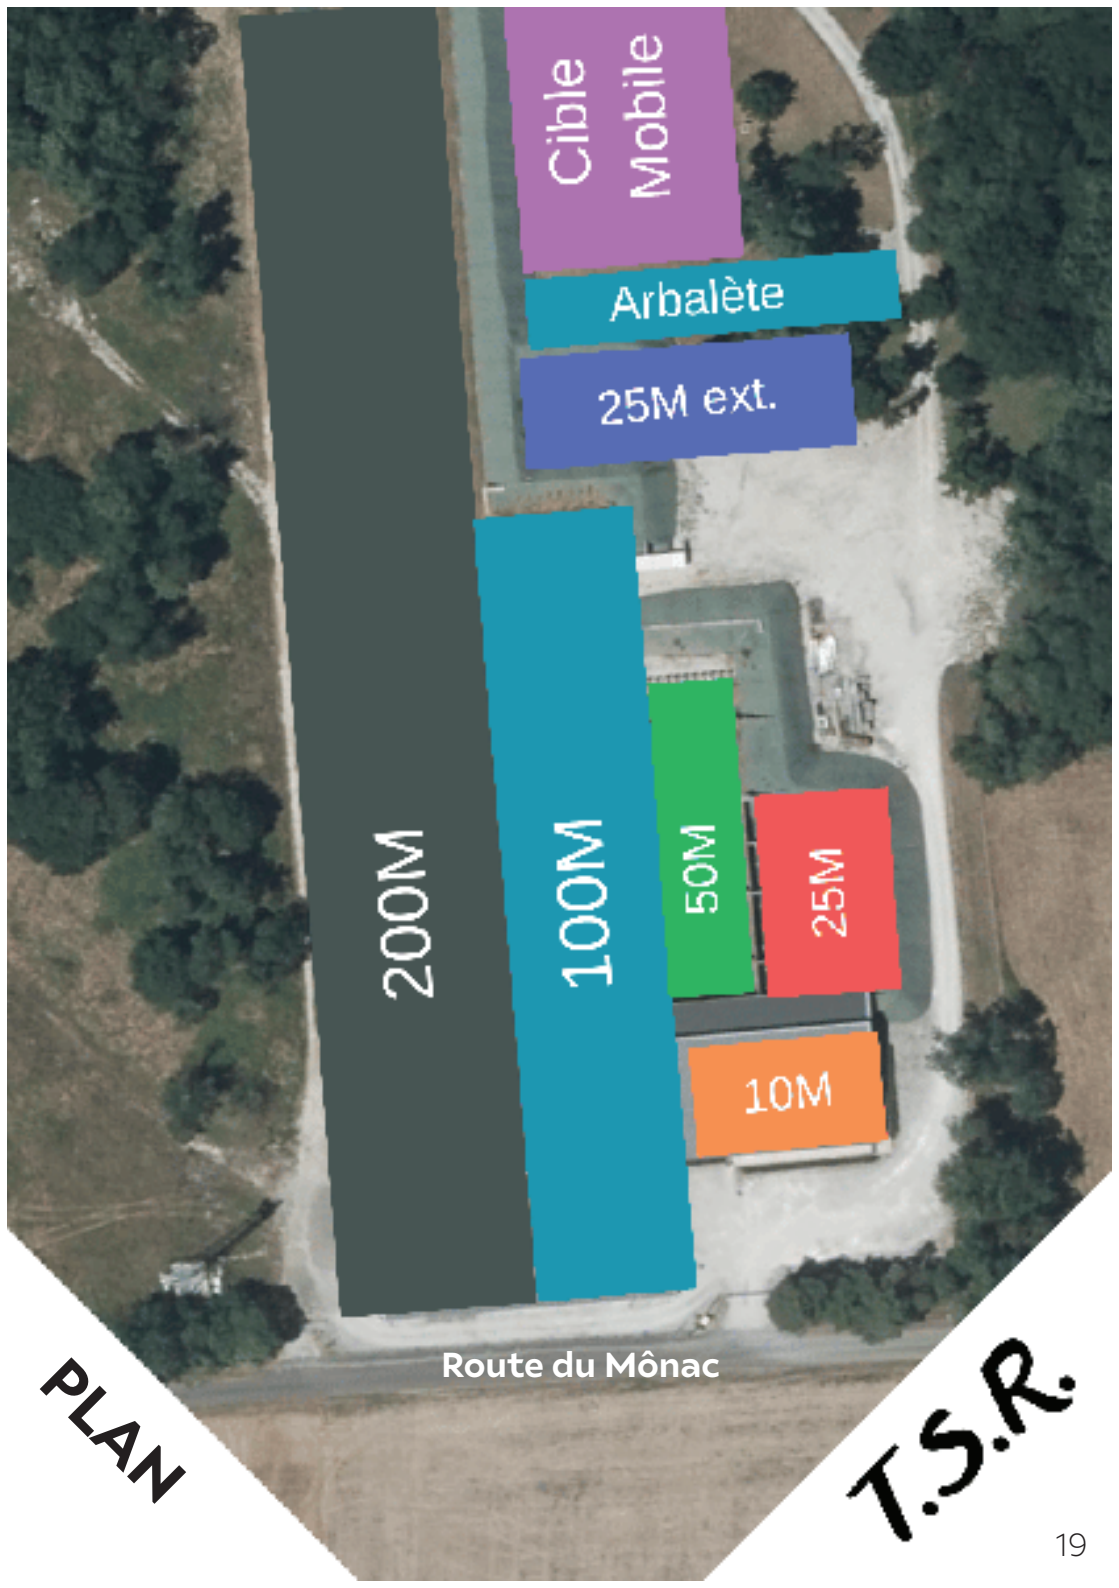 Cible
Mobile
Arbalète
25M ext.
200M
100M
50M
25M
10M
Route du Mônac
PLAN
T.S.R.
19